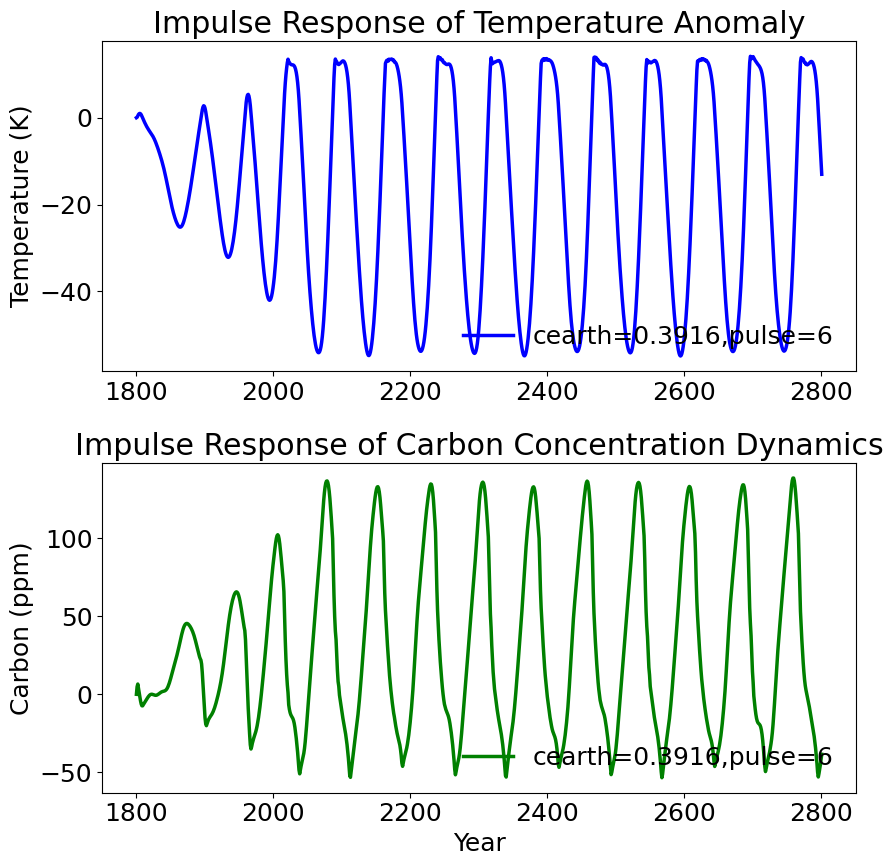 Impulse Response of Temperature Anomaly
Temperature (K)
0
−20
−40
cearth=0.3916,pulse=6
1800 2000 2200 2400 2600 2800
Impulse Response of Carbon Concentration Dynamics
Carbon (ppm)
100
50
0
−50
cearth=0.3916,pulse=6
1800 2000 2200 2400 2600 2800
Year